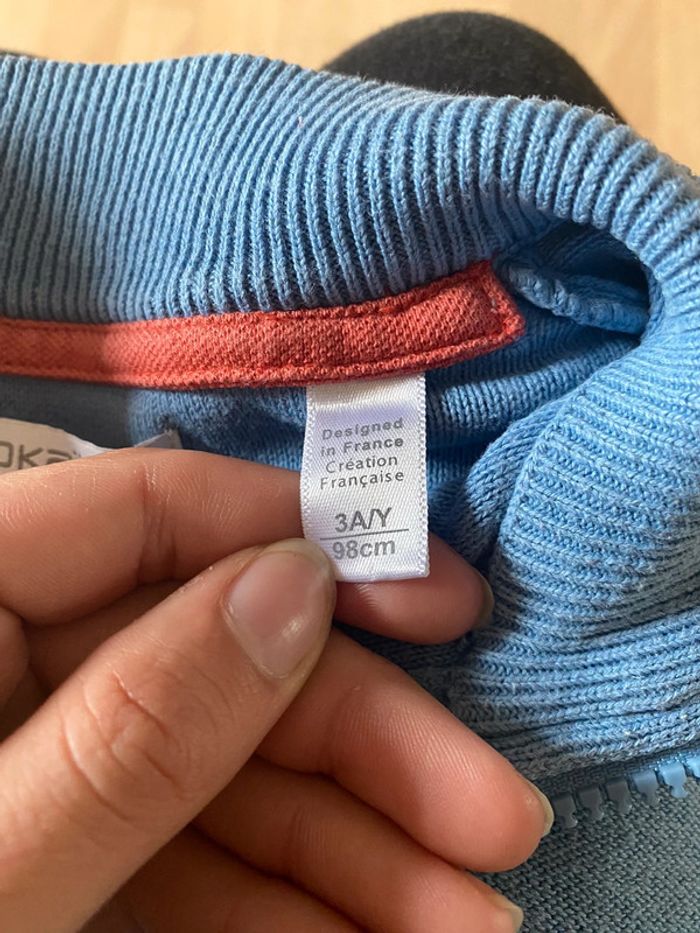 Designed
in France
Création
Française
3A/Y
98cm